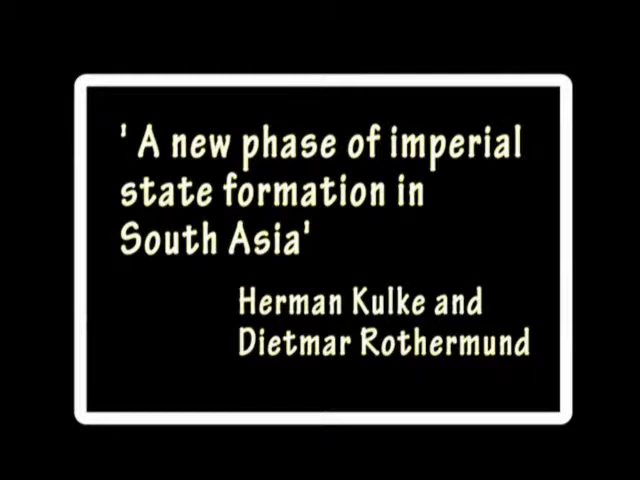 ' A new phase of imperial
state formation in
South Asia'
Herman Kulke and
Dietmar Rothermund